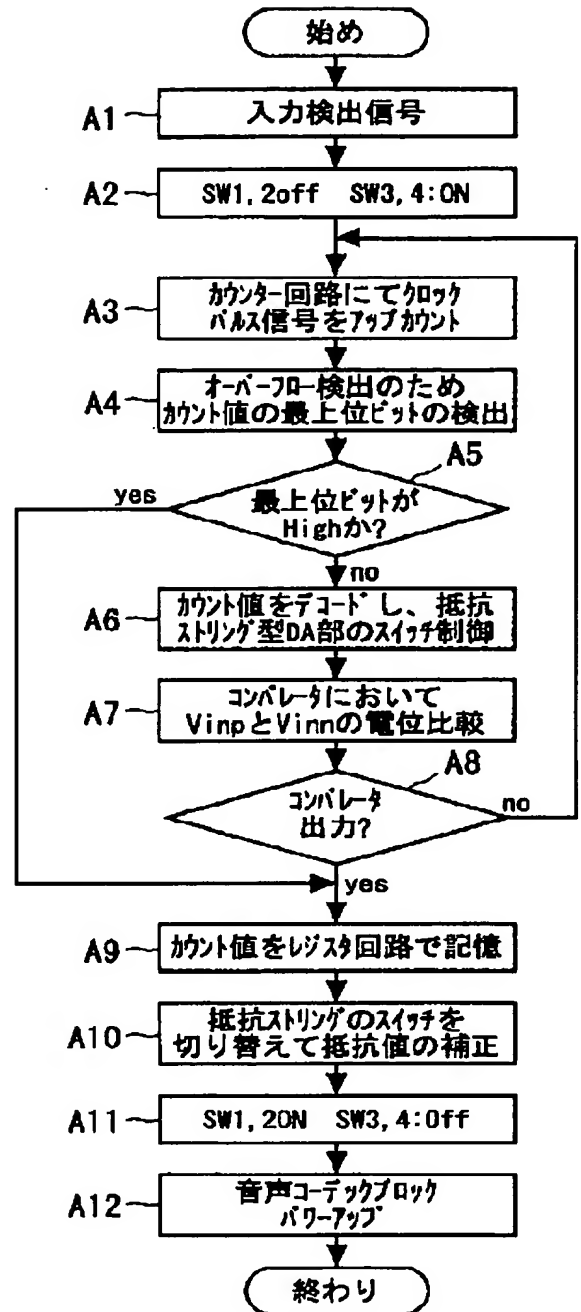 始め
A1
入力検出信号
A2
SW1,2off SW3,4:ON
A3
カウンター回路にてクロック
パルス信号をアップカウント
A4
オーバーフロー検出のため
カウント値の最上位ビットの検出
A5
最上位ビットが
Highか?
yes
no
A6
カウント値をデコードし、抵抗
ストリング型DA部のスイッチ制御
A7
コンパレータにおいて
VinpとVinnの電位比較
A8
コンパレータ
出力?
no
yes
A9
カウント値をレジスタ回路で記憶
A10
抵抗ストリングのスイッチを
切り替えて抵抗値の補正
A11
SW1,2ON SW3,4:Off
A12
音声コーデックブロック
パワーアップ
終わり